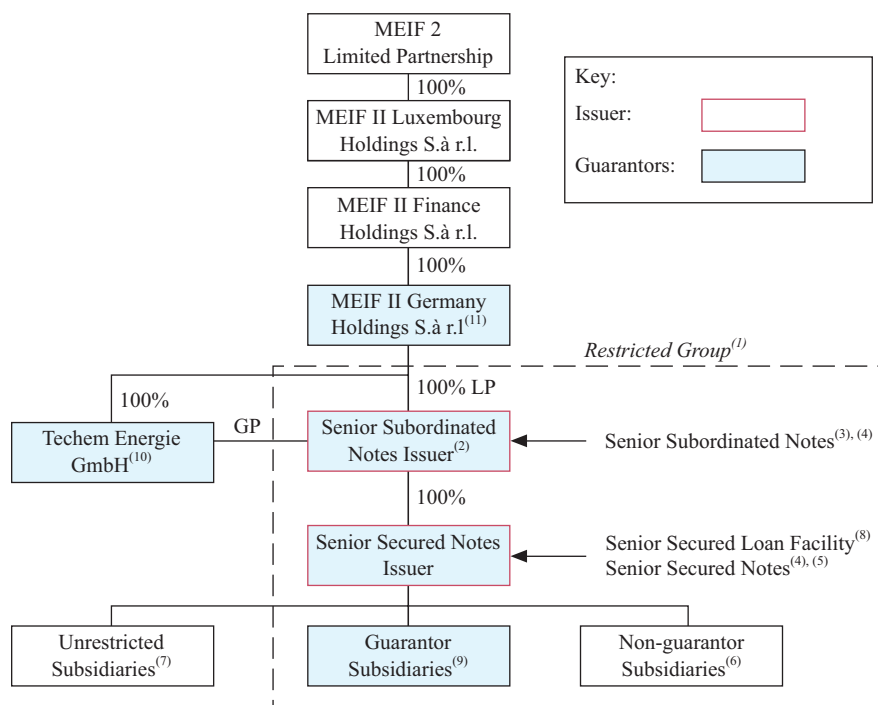 MEIF 2
Limited Partnership
100%
Key:
MEIF II Luxembourg
Holdings S.à r.l.
Issuer:
Guarantors:
100%
MEIF II Finance
Holdings S.à r.l.
100%
MEIF II Germany
Holdings S.à r.l(11)
Restricted Group(1)
100%
100% LP
Techem Energie
GmbH(10)
GP
Senior Subordinated
Notes Issuer(2)
Senior Subordinated Notes(3), (4)
100%
Senior Secured Notes
Issuer
Senior Secured Loan Facility(8)
Senior Secured Notes(4), (5)
Unrestricted
Subsidiaries(7)
Guarantor
Subsidiaries(9)
Non-guarantor
Subsidiaries(6)